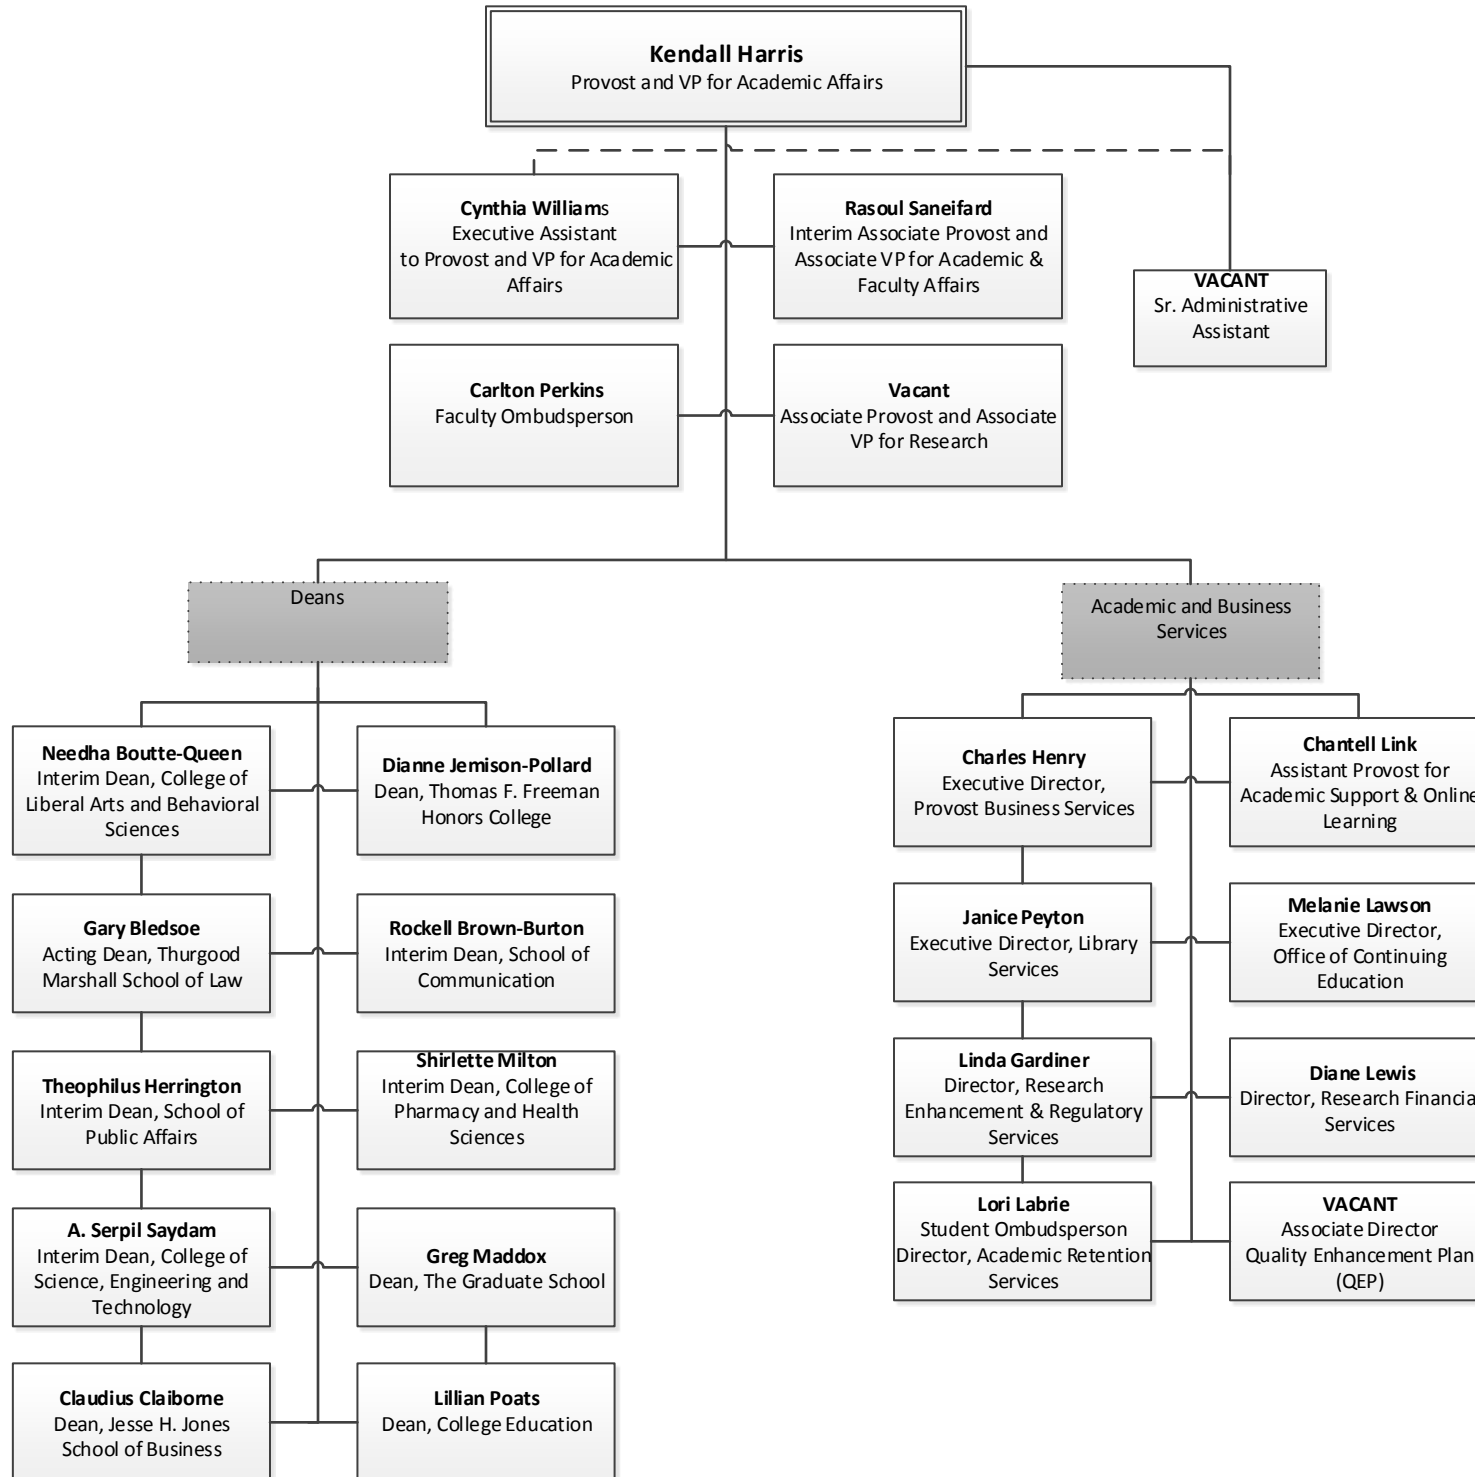 Kendall Harris
Provost and VP for Academic Affairs
Cynthia Williams
Executive Assistant
to Provost and VP for Academic
Affairs
Rasoul Saneifard
Interim Associate Provost and
Associate VP for Academic &
Faculty Affairs
VACANT
Sr. Administrative
Assistant
Carlton Perkins
Faculty Ombudsperson
Vacant
Associate Provost and Associate
VP for Research
Deans
Academic and Business
Services
Needha Boutte-Queen
Interim Dean, College of
Liberal Arts and Behavioral
Sciences
Dianne Jemison-Pollard
Dean, Thomas F. Freeman
Honors College
Gary Bledsoe
Acting Dean, Thurgood
Marshall School of Law
Rockell Brown-Burton
Interim Dean, School of
Communication
Theophilus Herrington
Interim Dean, School of
Public Affairs
Shirlette Milton
Interim Dean, College of
Pharmacy and Health
Sciences
A. Serpil Saydam
Interim Dean, College of
Science, Engineering and
Technology
Greg Maddox
Dean, The Graduate School
Claudius Claiborne
Dean, Jesse H. Jones
School of Business
Lillian Poats
Dean, College Education
Charles Henry
Executive Director,
Provost Business Services
Chantell Link
Assistant Provost for
Academic Support & Online
Learning
Janice Peyton
Executive Director, Library
Services
Melanie Lawson
Executive Director,
Office of Continuing
Education
Linda Gardiner
Director, Research
Enhancement & Regulatory
Services
Diane Lewis
Director, Research Financia
Services
Lori Labrie
Student Ombudsperson
Director, Academic Retention
Services
VACANT
Associate Director
Quality Enhancement Plan
(QEP)